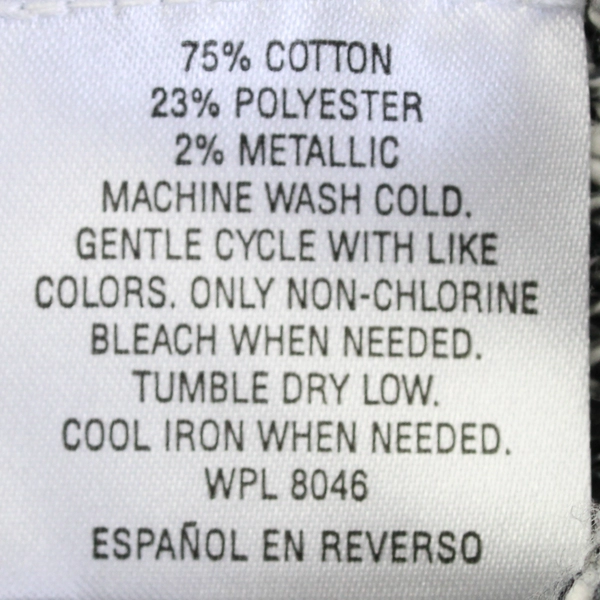 75% COTTON
23% POLYESTER
2% METALLIC
MACHINE WASH COLD.
GENTLE CYCLE WITH LIKE
COLORS. ONLY NON-CHLORINE
BLEACH WHEN NEEDED.
TUMBLE DRY LOW.
COOL IRON WHEN NEEDED.
WPL 8046
ESPAÑOL EN REVERSO